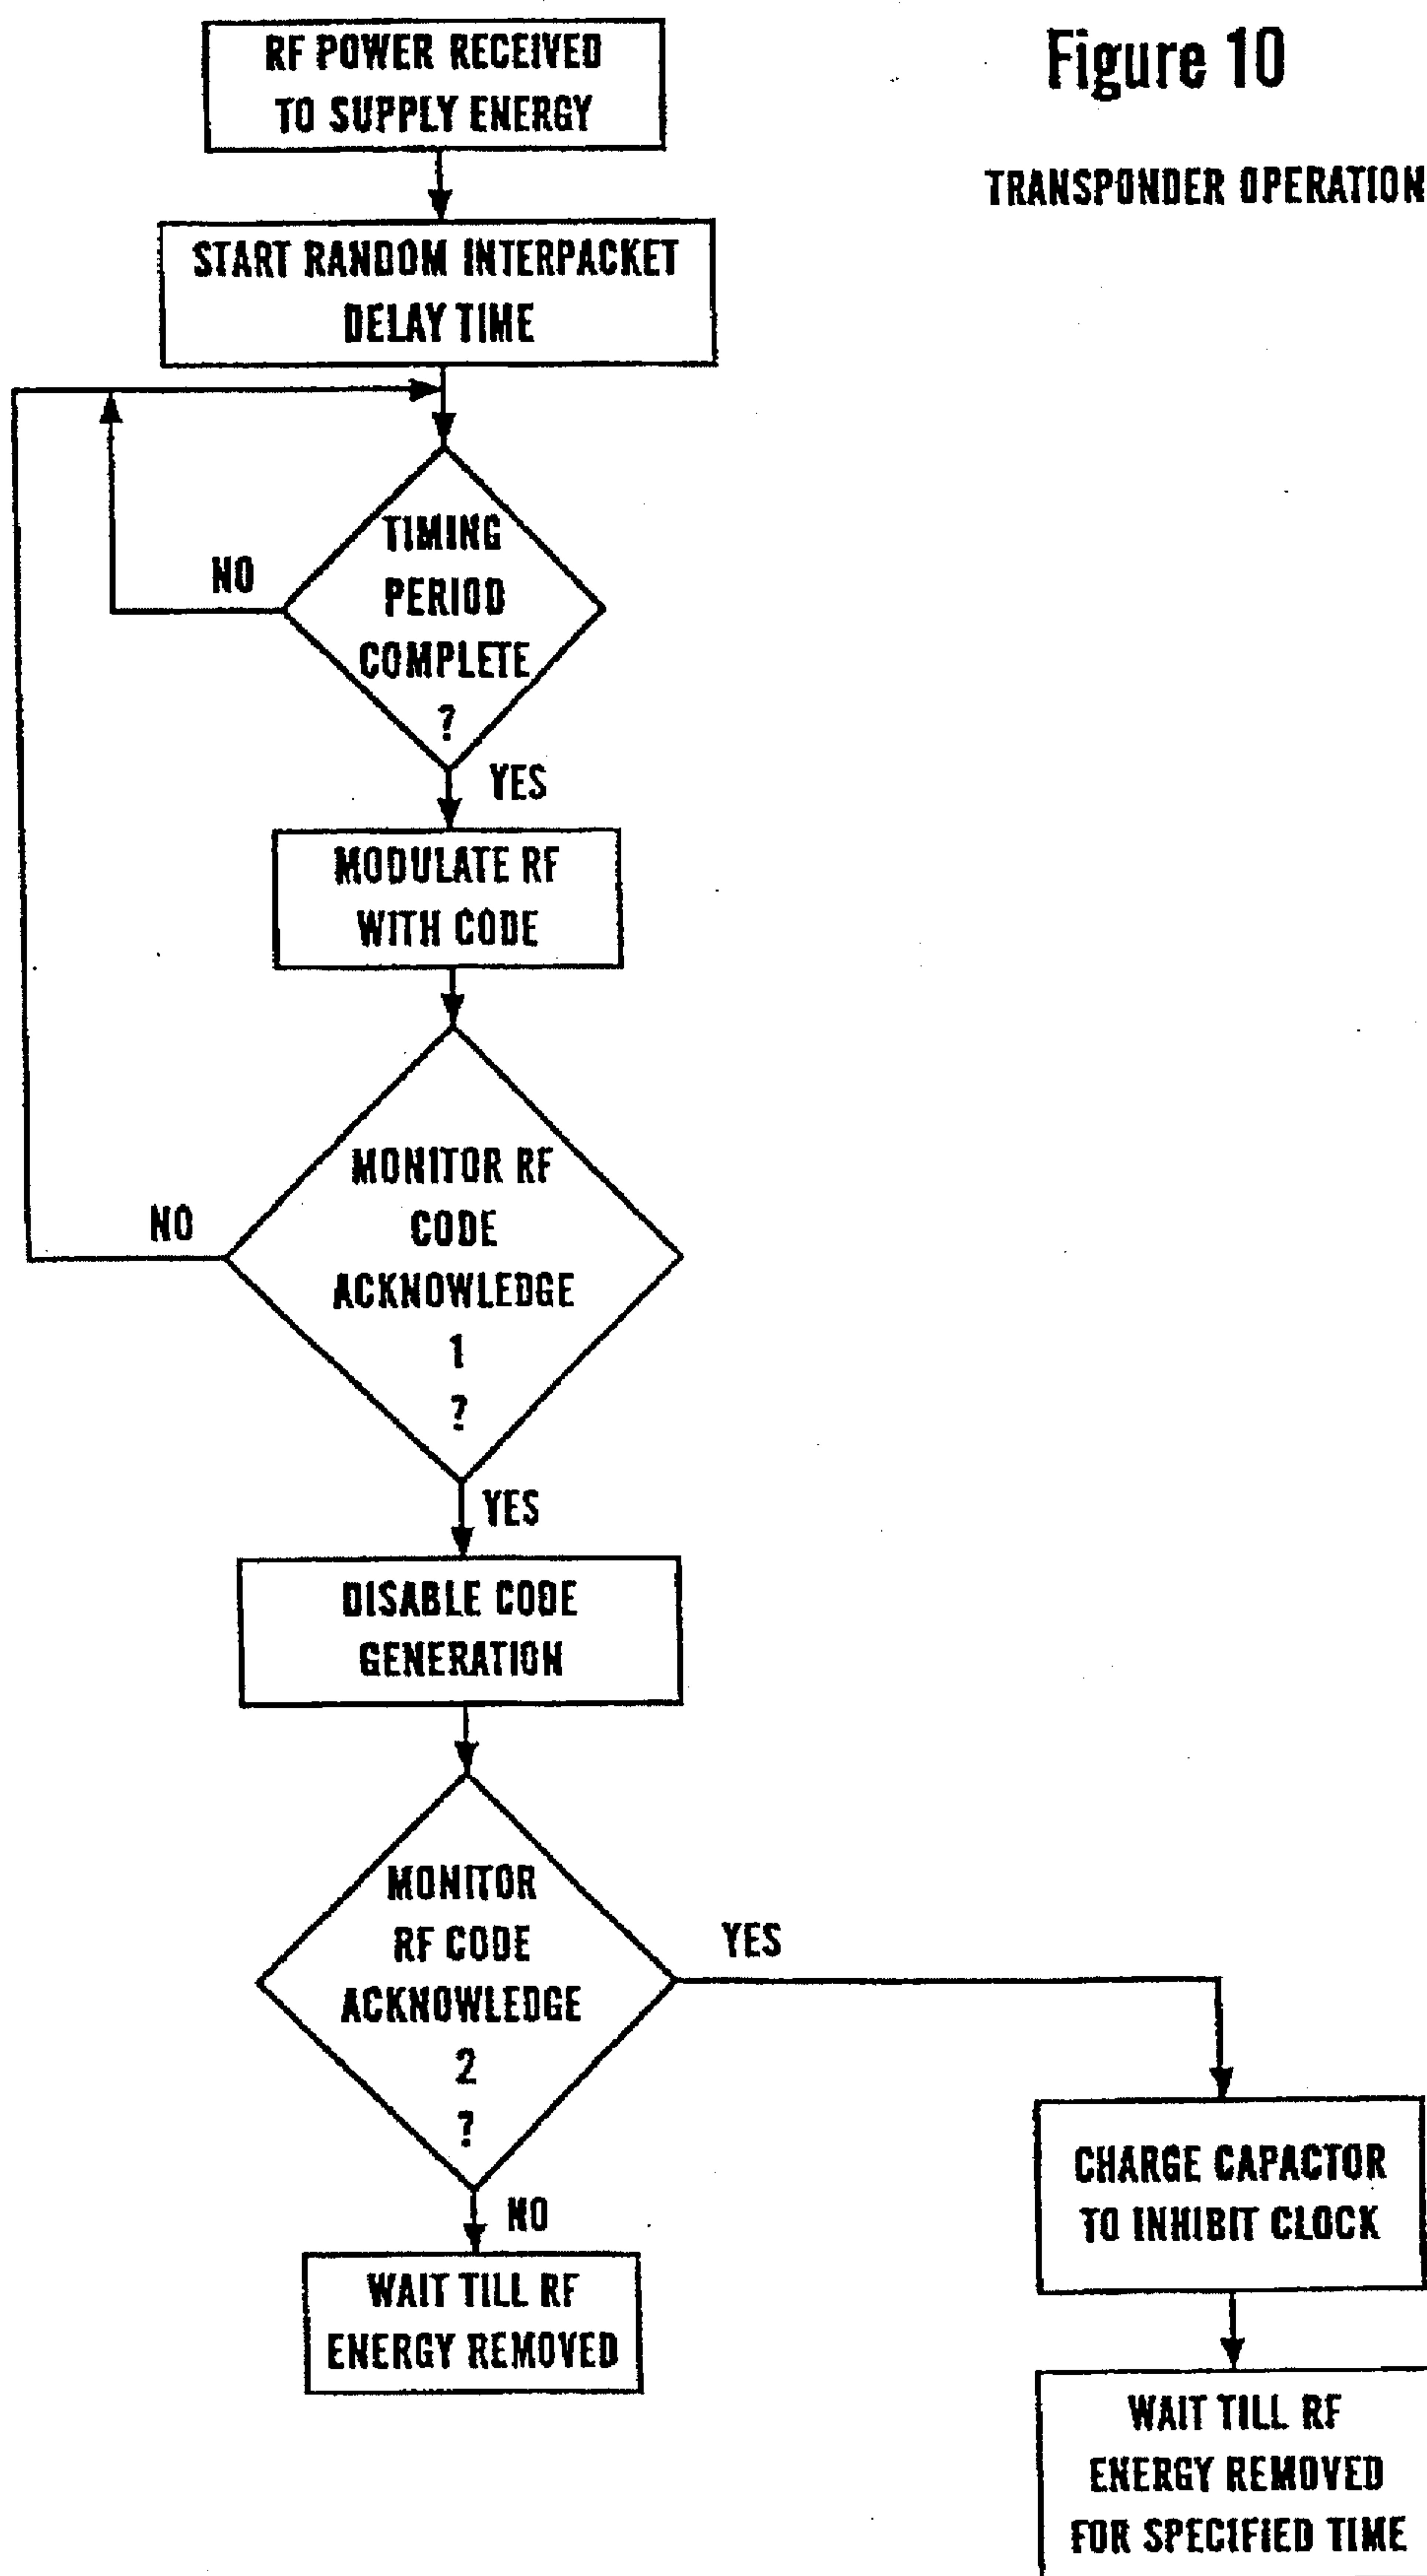 Figure 10
TRANSPONDER OPERATION
RF POWER RECEIVED
TO SUPPLY ENERGY
START RANDOM INTERPACKET
DELAY TIME
TIMING
PERIOD
COMPLETE
?
NO
YES
MODULATE RF
WITH CODE
MONITOR RF
CODE
ACKNOWLEDGE
1
?
NO
YES
DISABLE CODE
GENERATION
MONITOR
RF CODE
ACKNOWLEDGE
2
?
YES
NO
WAIT TILL RF
ENERGY REMOVED
CHARGE CAPACTOR
TO INHIBIT CLOCK
WAIT TILL RF
ENERGY REMOVED
FOR SPECIFIED TIME